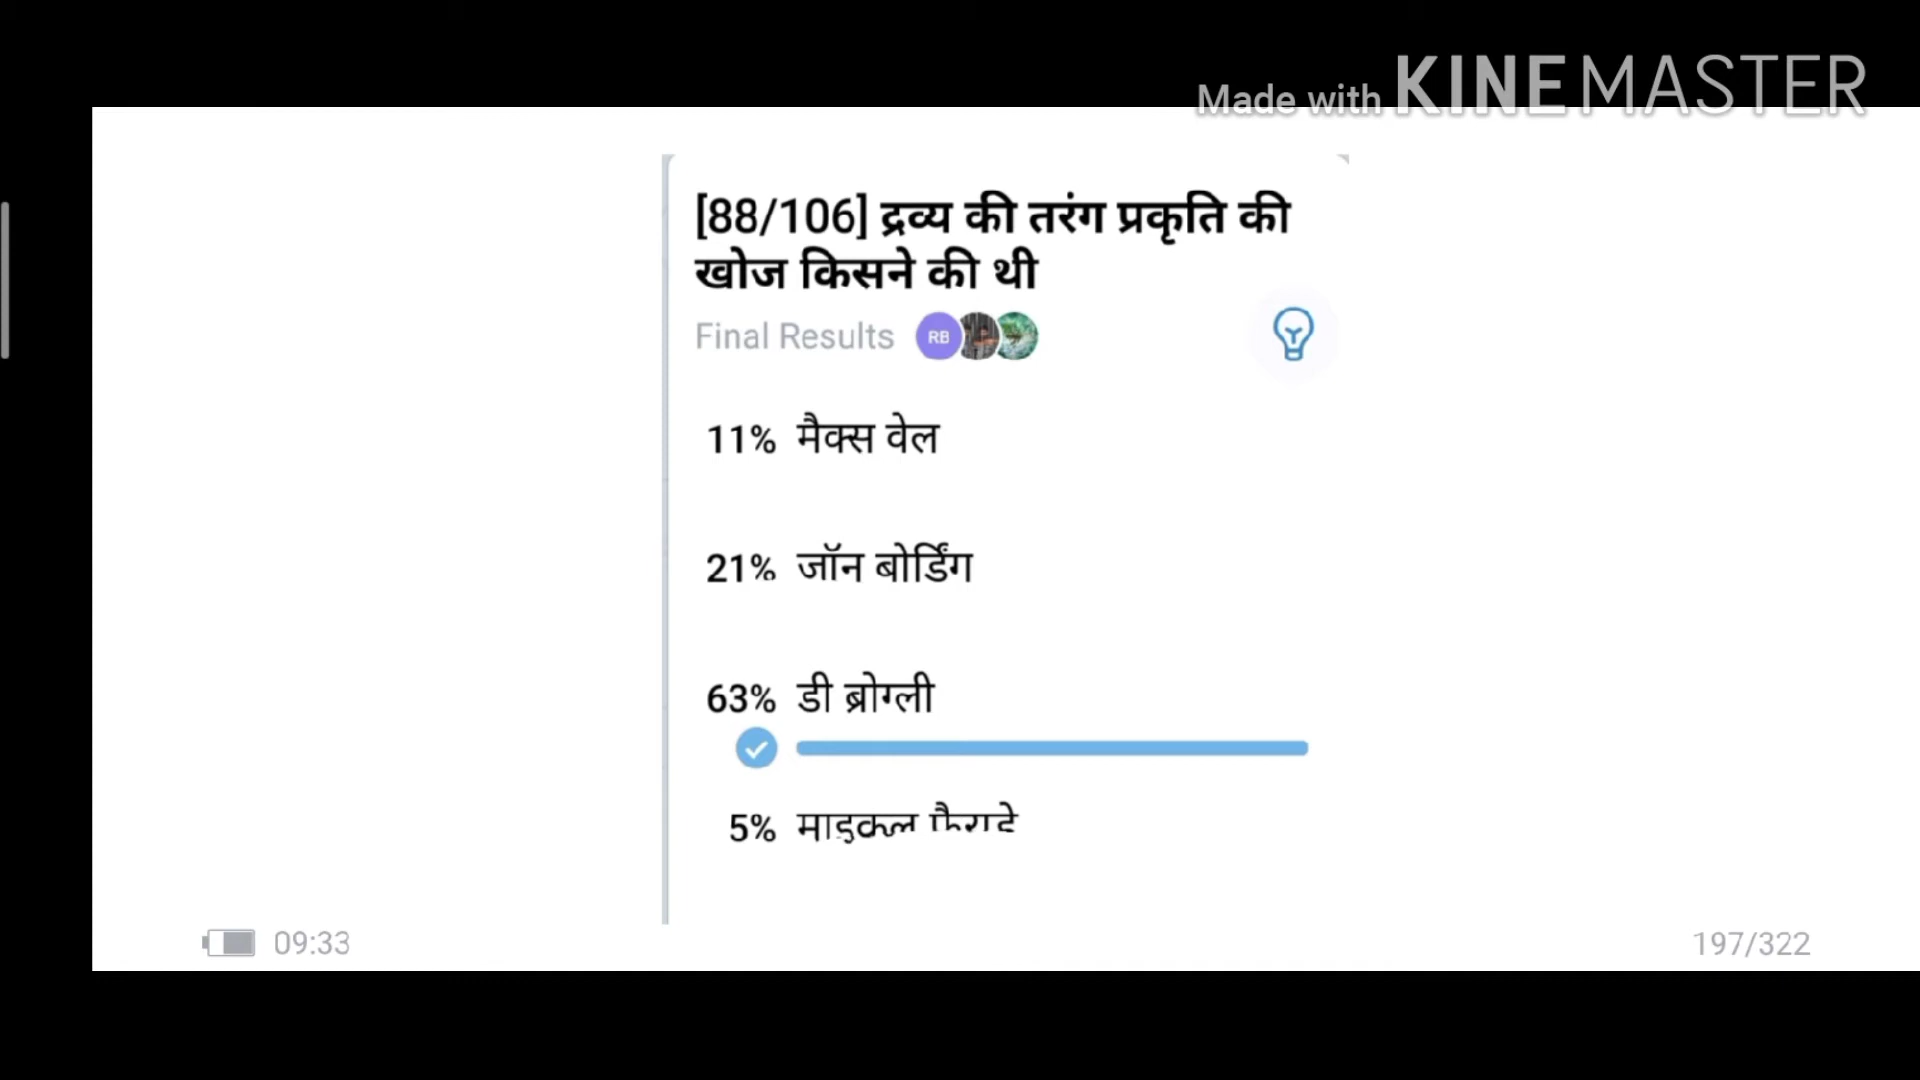 Made with KINEMASTER
[88/106] द्रव्य की तरंग प्रकृति की
खोज किसने की थी
Final Results RB
11% मैक्स वेल
21% जॉन बोर्डिंग
63% डी ब्रोग्ली
5% माइकल फैराडे
09:33
197/322